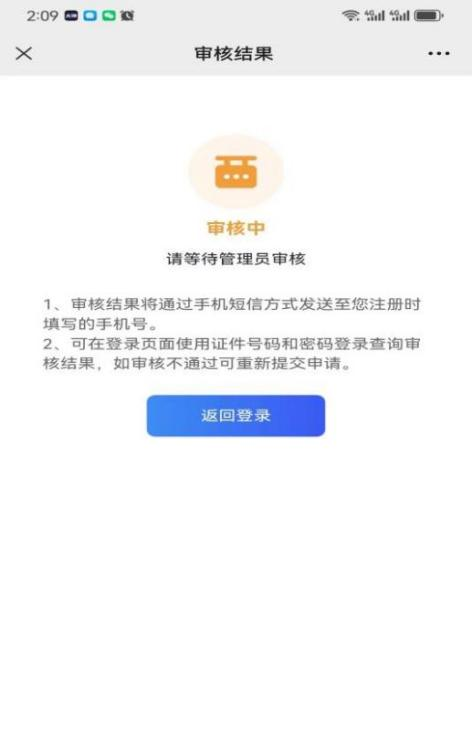 2:09
审核结果
审核中
请等待管理员审核
1、审核结果将通过手机短信方式发送至您注册时
填写的手机号。
2、可在登录页面使用证件号码和密码登录查询审
核结果，如审核不通过可重新提交申请。
返回登录